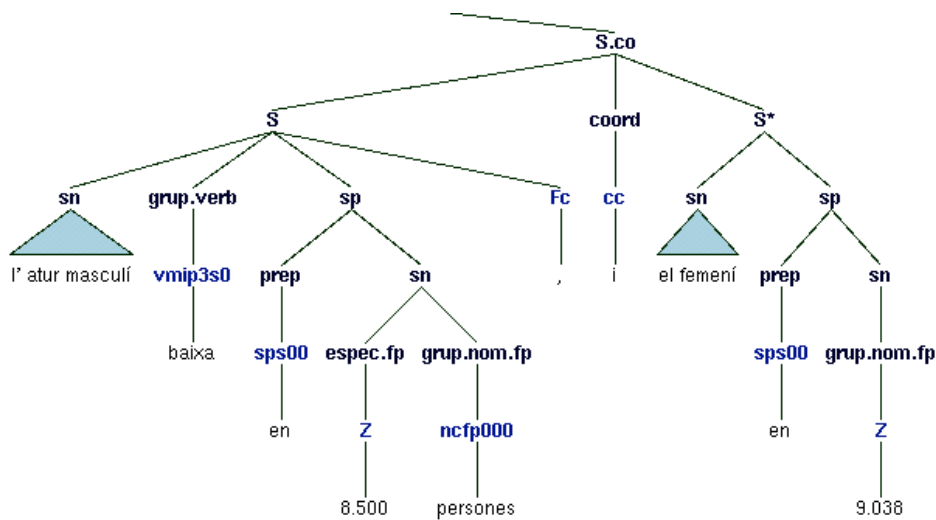 S.co
S coord S*
sn grup.verb sp Fc cc sn sp
l' atur masculí vmip3s0 prep sn , i el femení prep sn
baixa sps00 espec.fp grup.nom.fp sps00 grup.nom.fp
en Z ncfp000 en Z
8.500 persones 9.038